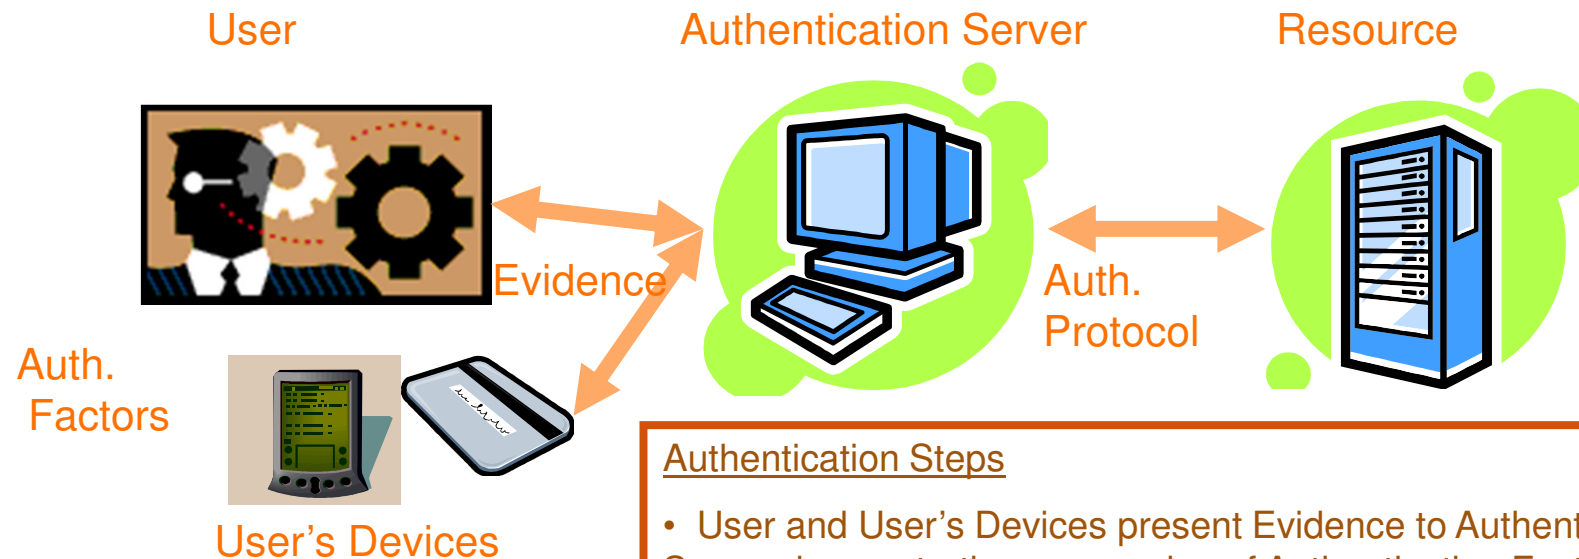 User
Authentication Server
Resource
Evidence
Auth.
Protocol
Auth.
Factors
User's Devices
Authentication Steps
• User and User's Devices present Evidence to